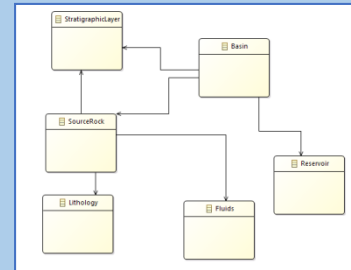 StratigraphicLayer
Basin
SourceRock
Reservoir
Lithology
Fluids